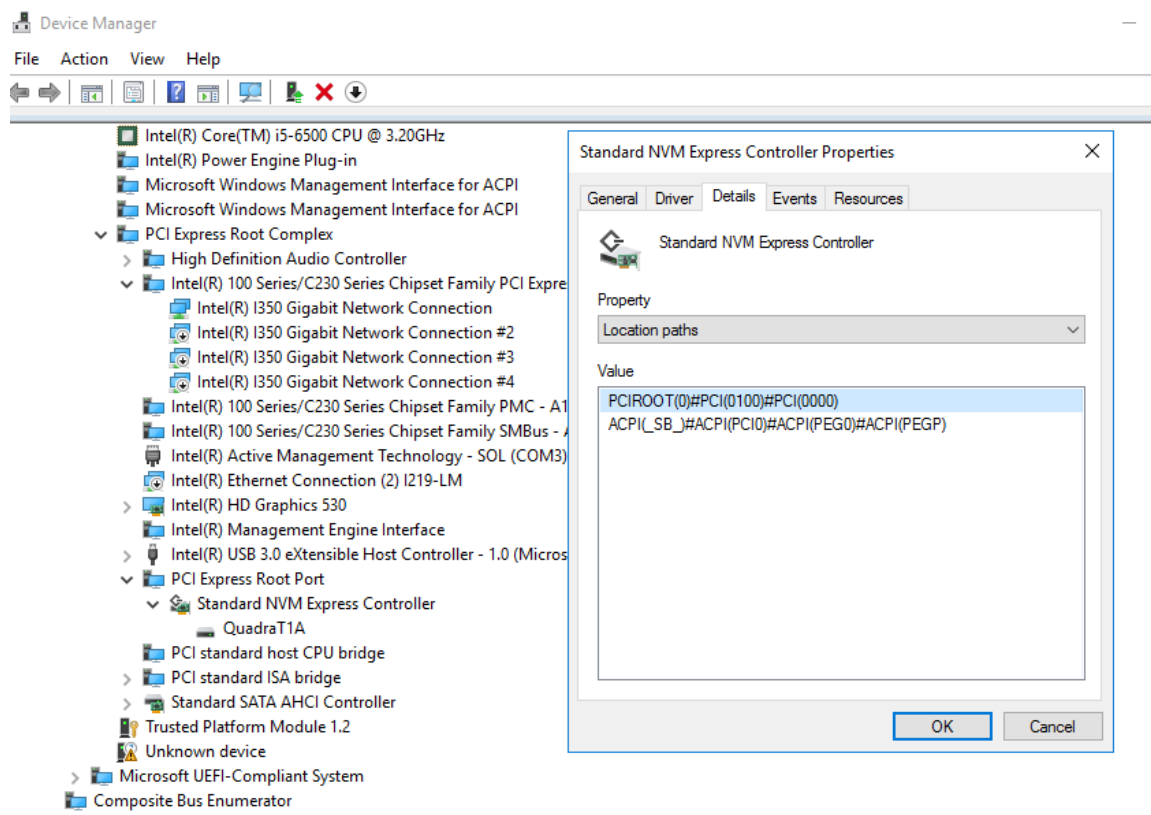 Device Manager
File Action View Help
Intel(R) Core(TM) i5-6500 CPU @ 3.20GHz
Intel(R) Power Engine Plug-in
Microsoft Windows Management Interface for ACPI
Microsoft Windows Management Interface for ACPI
PCI Express Root Complex
High Definition Audio Controller
Intel(R) 100 Series/C230 Series Chipset Family PCI Expre
Intel(R) I350 Gigabit Network Connection
Intel(R) I350 Gigabit Network Connection #2
Intel(R) I350 Gigabit Network Connection #3
Intel(R) I350 Gigabit Network Connection #4
Intel(R) 100 Series/C230 Series Chipset Family PMC - A1
Intel(R) 100 Series/C230 Series Chipset Family SMBus -
Intel(R) Active Management Technology - SOL (COM3)
Intel(R) Ethernet Connection (2) I219-LM
Intel(R) HD Graphics 530
Intel(R) Management Engine Interface
Intel(R) USB 3.0 eXtensible Host Controller - 1.0 (Micros
PCI Express Root Port
Standard NVM Express Controller
QuadraT1A
PCI standard host CPU bridge
PCI standard ISA bridge
Standard SATA AHCI Controller
Trusted Platform Module 1.2
Unknown device
Microsoft UEFI-Compliant System
Composite Bus Enumerator
Standard NVM Express Controller Properties
General Driver Details Events Resources
Standard NVM Express Controller
Property
Location paths
Value
PCIROOT(0)#PCI(0100)#PCI(0000)
ACPI(_SB_)#ACPI(PCI0)#ACPI(PEG0)#ACPI(PEGP)
OK Cancel